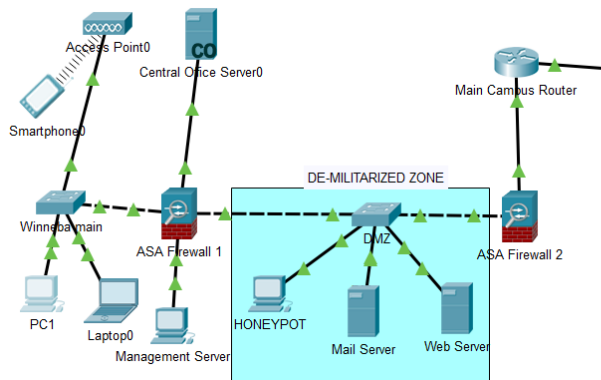 Access Point0
CO
Central Ofice Server0
Main Campus Router
Smartphone0
DE-MILITARIZED ZONE
Winneba main
ASA Firewall 1
DMZ
ASA Firewall 2
PC1
Laptop0
Management Server
HONEYPOT
Mail Server
Web Server